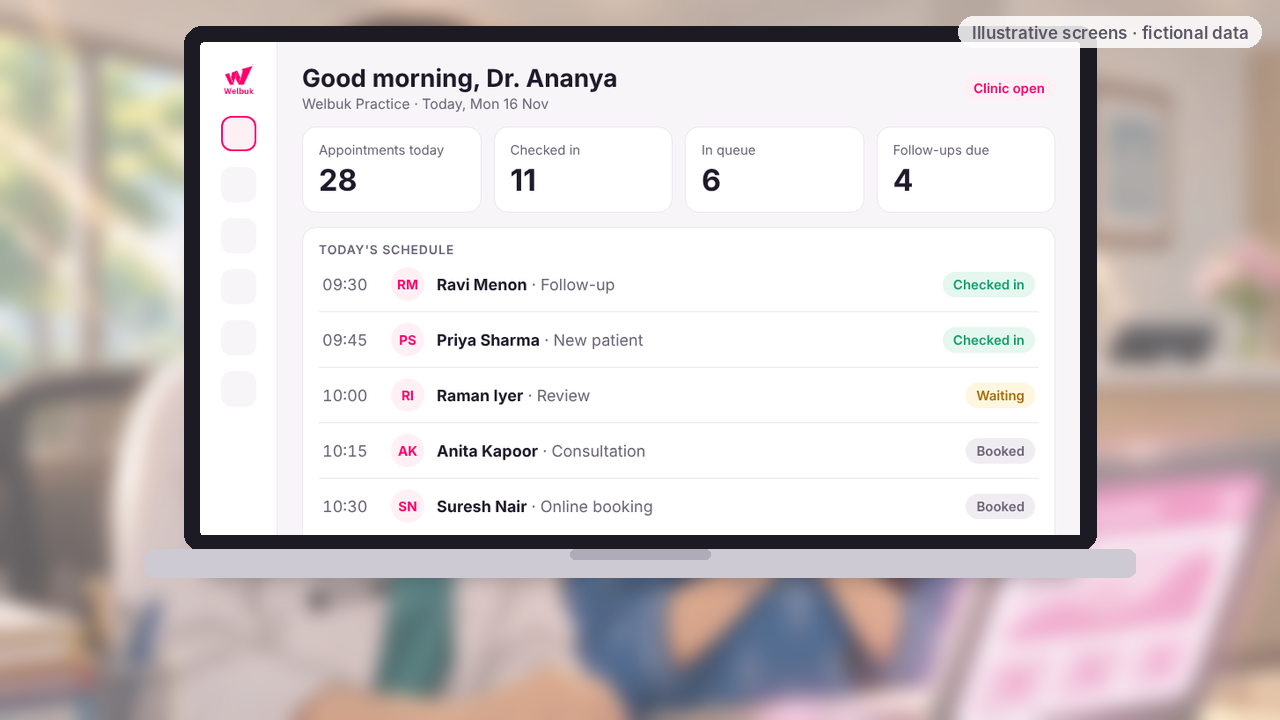 Illustrative screens · fictional data
Welbuk
Good morning, Dr. Ananya
Welbuk Practice · Today, Mon 16 Nov
Clinic open
Appointments today
28
Checked in
11
In queue
6
Follow-ups due
4
TODAY'S SCHEDULE
09:30 RM Ravi Menon · Follow-up Checked in
09:45 PS Priya Sharma · New patient Checked in
10:00 RI Raman Iyer · Review Waiting
10:15 AK Anita Kapoor · Consultation Booked
10:30 SN Suresh Nair · Online booking Booked